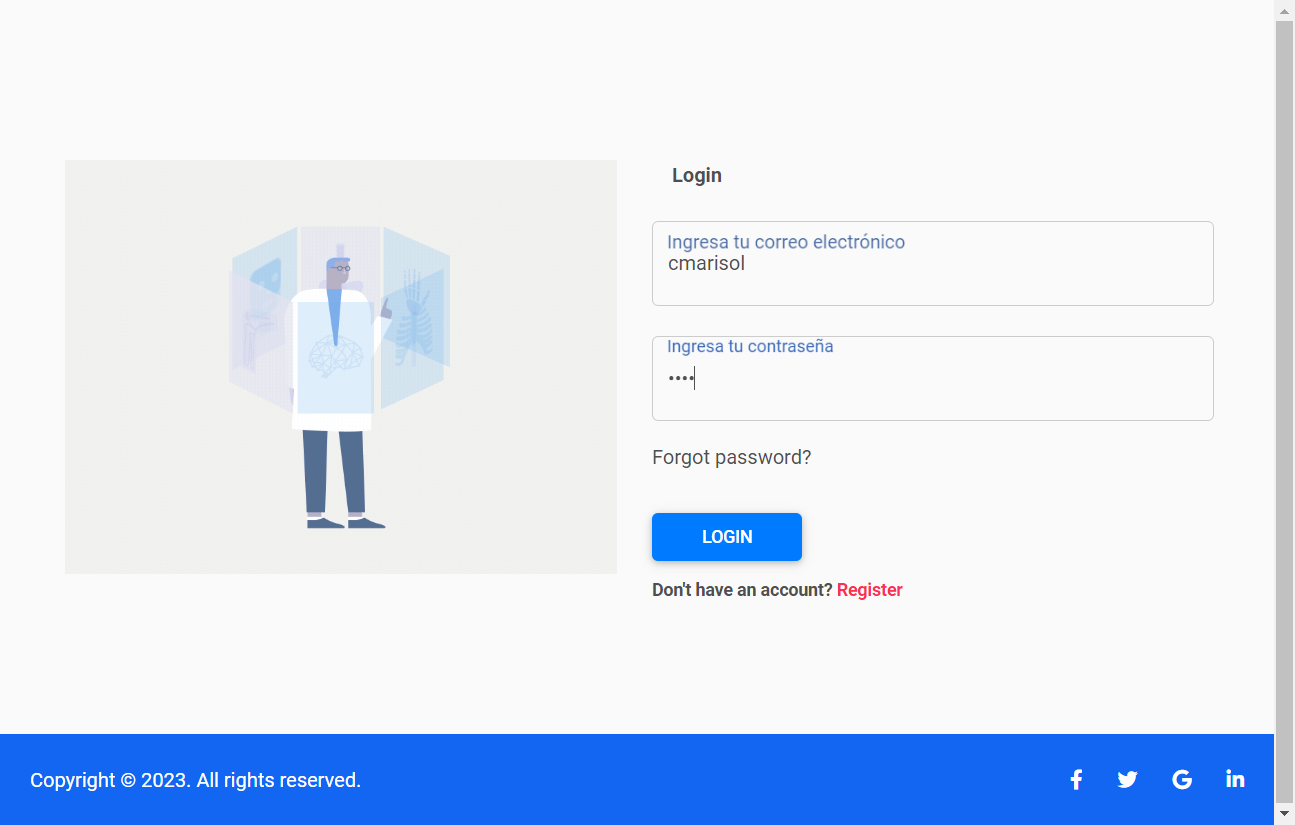 Login
Ingresa tu correo electrónico
cmarisol
Ingresa tu contraseña
••••
Forgot password?
LOGIN
Don't have an account? Register
Copyright © 2023. All rights reserved.